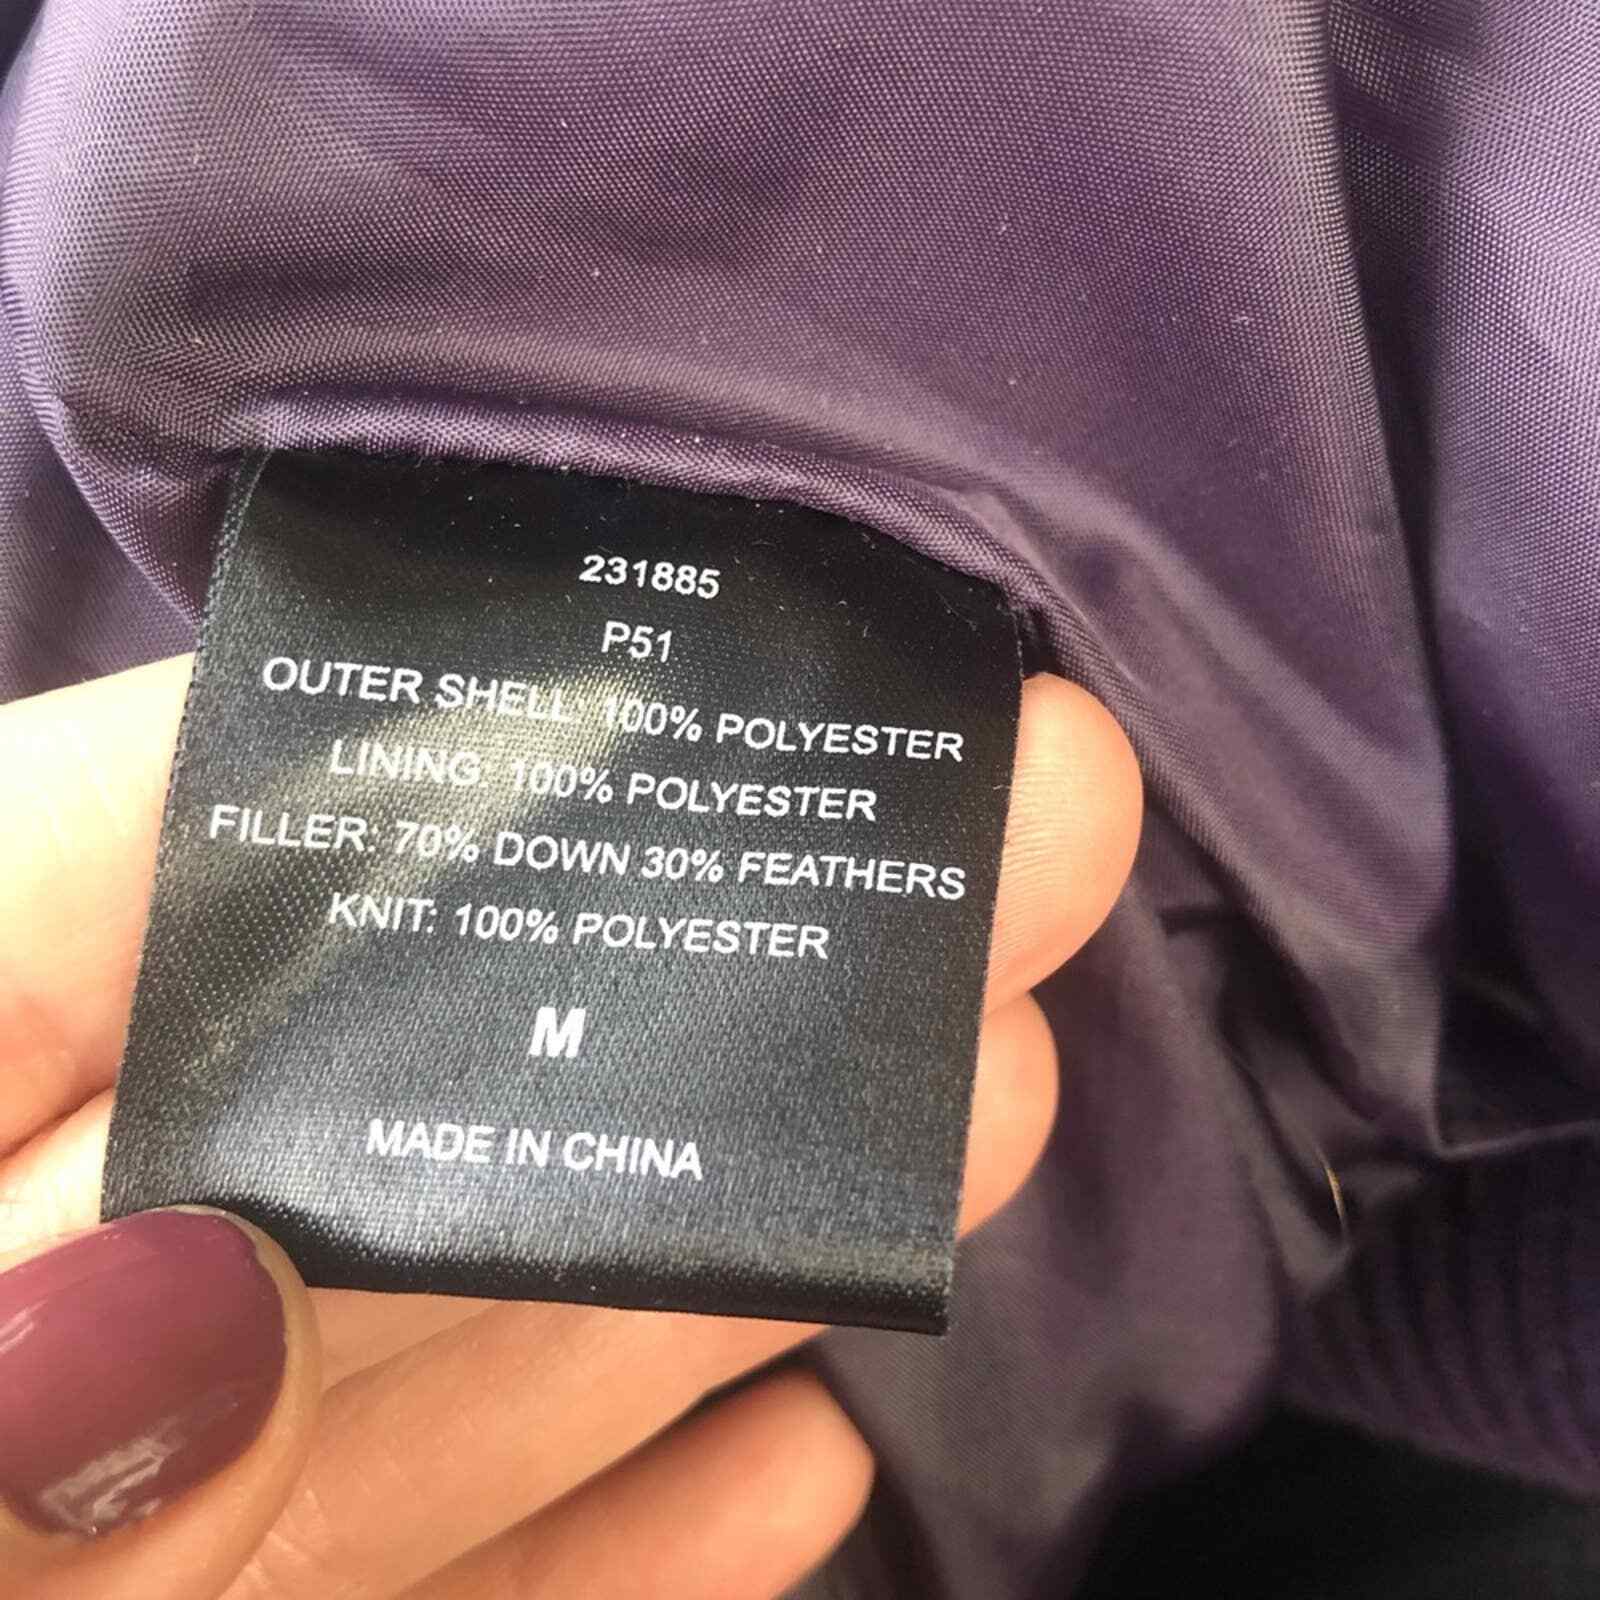 231885
P51
OUTER SHELL: 100% POLYESTER
LINING: 100% POLYESTER
FILLER: 70% DOWN 30% FEATHERS
KNIT: 100% POLYESTER
M
MADE IN CHINA